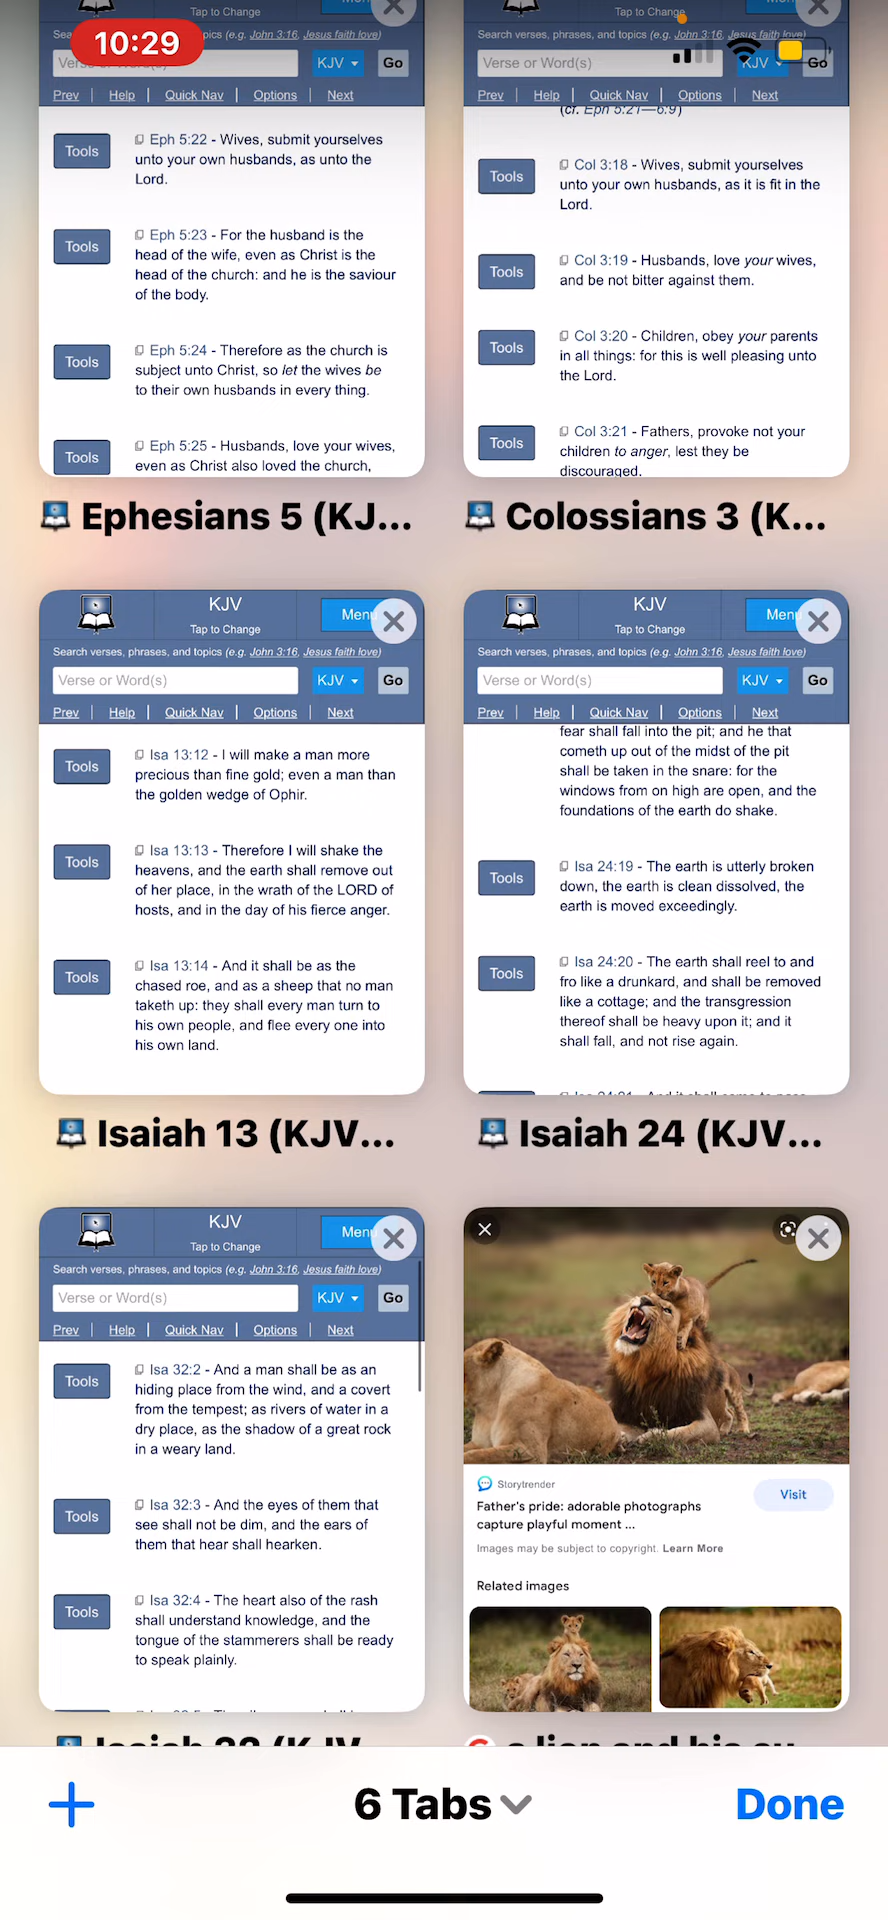 10:29
Tap to Change
Menu
pics (e.g. John 3:16, Jesus faith love)
KJV
Go
Prev | Help | Quick Nav | Options | Next
Tools
Eph 5:22 - Wives, submit yourselves
unto your own husbands, as unto the
Lord.
Tools
Eph 5:23 - For the husband is the
head of the wife, even as Christ is the
head of the church: and he is the saviour
of the body.
Tools
Eph 5:24 - Therefore as the church is
subject unto Christ, so let the wives be
to their own husbands in every thing.
Tools
Eph 5:25 - Husbands, love your wives,
even as Christ also loved the church,
Ephesians 5 (KJ...
Tap to Change
Menu
Search verses, phrases, and topics (e.g. John 3:16, Jesus faith love)
Verse or Word(s)
KJV
Go
Prev | Help | Quick Nav | Options | Next
(cf. Eph 5:21—6:9)
Tools
Col 3:18 - Wives, submit yourselves
unto your own husbands, as it is fit in the
Lord.
Tools
Col 3:19 - Husbands, love your wives,
and be not bitter against them.
Tools
Col 3:20 - Children, obey your parents
in all things: for this is well pleasing unto
the Lord.
Tools
Col 3:21 - Fathers, provoke not your
children to anger, lest they be
discouraged.
Colossians 3 (K...
KJV
Tap to Change
Menu
Search verses, phrases, and topics (e.g. John 3:16, Jesus faith love)
Verse or Word(s)
KJV
Go
Prev | Help | Quick Nav | Options | Next
Tools
Isa 13:12 - I will make a man more
precious than fine gold; even a man than
the golden wedge of Ophir.
Tools
Isa 13:13 - Therefore I will shake the
heavens, and the earth shall remove out
of her place, in the wrath of the LORD of
hosts, and in the day of his fierce anger.
Tools
Isa 13:14 - And it shall be as the
chased roe, and as a sheep that no man
taketh up: they shall every man turn to
his own people, and flee every one into
his own land.
Isaiah 13 (KJV...
KJV
Tap to Change
Menu
Search verses, phrases, and topics (e.g. John 3:16, Jesus faith love)
Verse or Word(s)
KJV
Go
Prev | Help | Quick Nav | Options | Next
fear shall fall into the pit; and he that
cometh up out of the midst of the pit
shall be taken in the snare: for the
windows from on high are open, and the
foundations of the earth do shake.
Tools
Isa 24:19 - The earth is utterly broken
down, the earth is clean dissolved, the
earth is moved exceedingly.
Tools
Isa 24:20 - The earth shall reel to and
fro like a drunkard, and shall be removed
like a cottage; and the transgression
thereof shall be heavy upon it; and it
shall fall, and not rise again.
Isaiah 24 (KJV...
KJV
Tap to Change
Menu
Search verses, phrases, and topics (e.g. John 3:16, Jesus faith love)
Verse or Word(s)
KJV
Go
Prev | Help | Quick Nav | Options | Next
Tools
Isa 32:2 - And a man shall be as an
hiding place from the wind, and a covert
from the tempest; as rivers of water in a
dry place, as the shadow of a great rock
in a weary land.
Tools
Isa 32:3 - And the eyes of them that
see shall not be dim, and the ears of
them that hear shall hearken.
Tools
Isa 32:4 - The heart also of the rash
shall understand knowledge, and the
tongue of the stammerers shall be ready
to speak plainly.
Storytrender
Visit
Father's pride: adorable photographs
capture playful moment ...
Images may be subject to copyright. Learn More
Related images
a lion and his
6 Tabs
Done